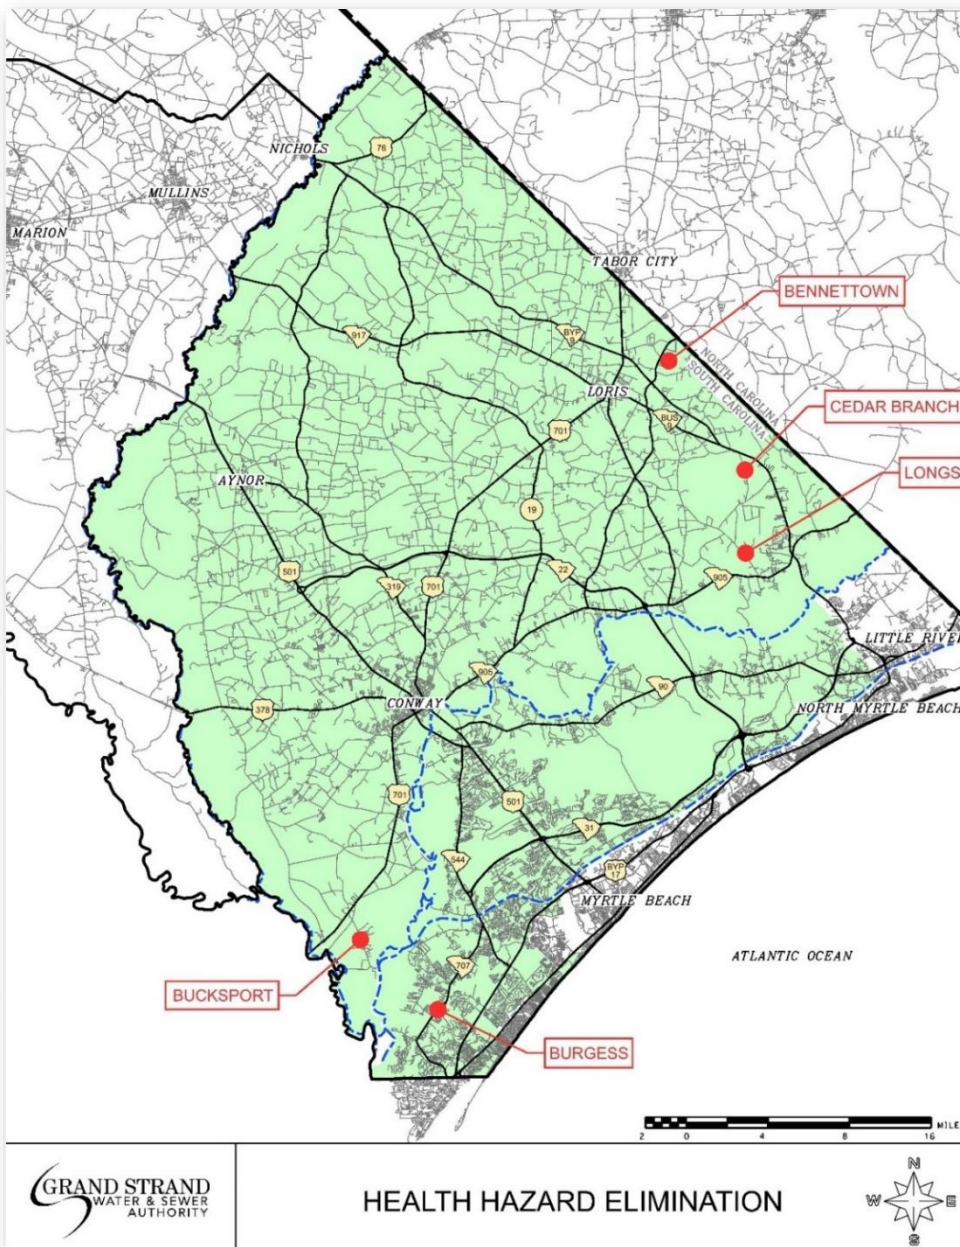 NICHOLS
76
MULLINS
MARION
TABOR CITY
BENNETTOWN
917
BYP
9
NORTH CAROLINA
SOUTH CAROLINA
LORIS
CEDAR BRANCH
BUS
9
701
LONGS
AYNOR
19
501
319
701
22
905
LITTLE RIVER
905
90
378
CONWAY
NORTH MYRTLE BEACH
701
501
31
544
BYP
17
MYRTLE BEACH
ATLANTIC OCEAN
707
BUCKSPORT
BURGESS
2 0 4 8 16 MILE
GRAND STRAND
WATER & SEWER
AUTHORITY
HEALTH HAZARD ELIMINATION
N
W E
S